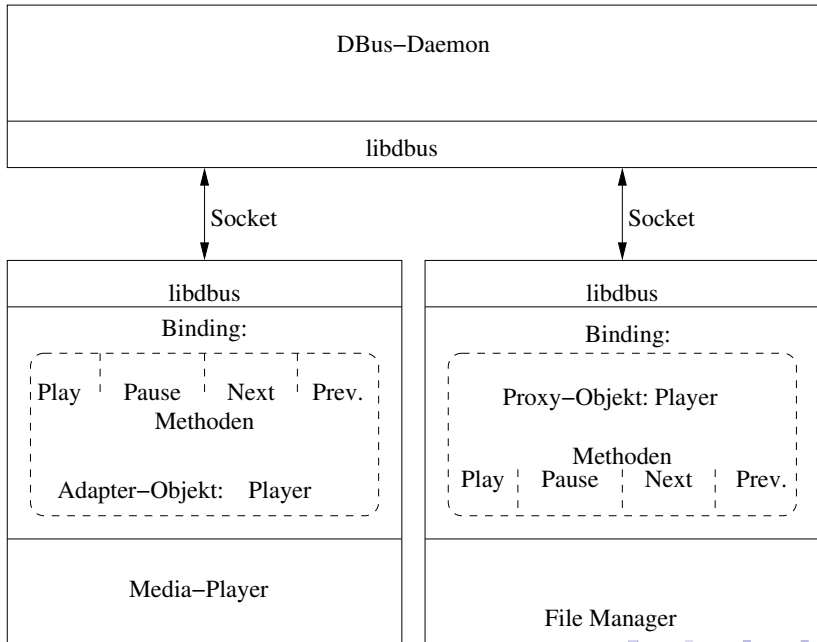 DBus−Daemon
libdbus
Socket
Socket
libdbus
Binding:
Play Pause Next Prev.
Methoden
Adapter−Objekt: Player
Media−Player
libdbus
Binding:
Proxy−Objekt: Player
Methoden
Play Pause Next Prev.
File Manager